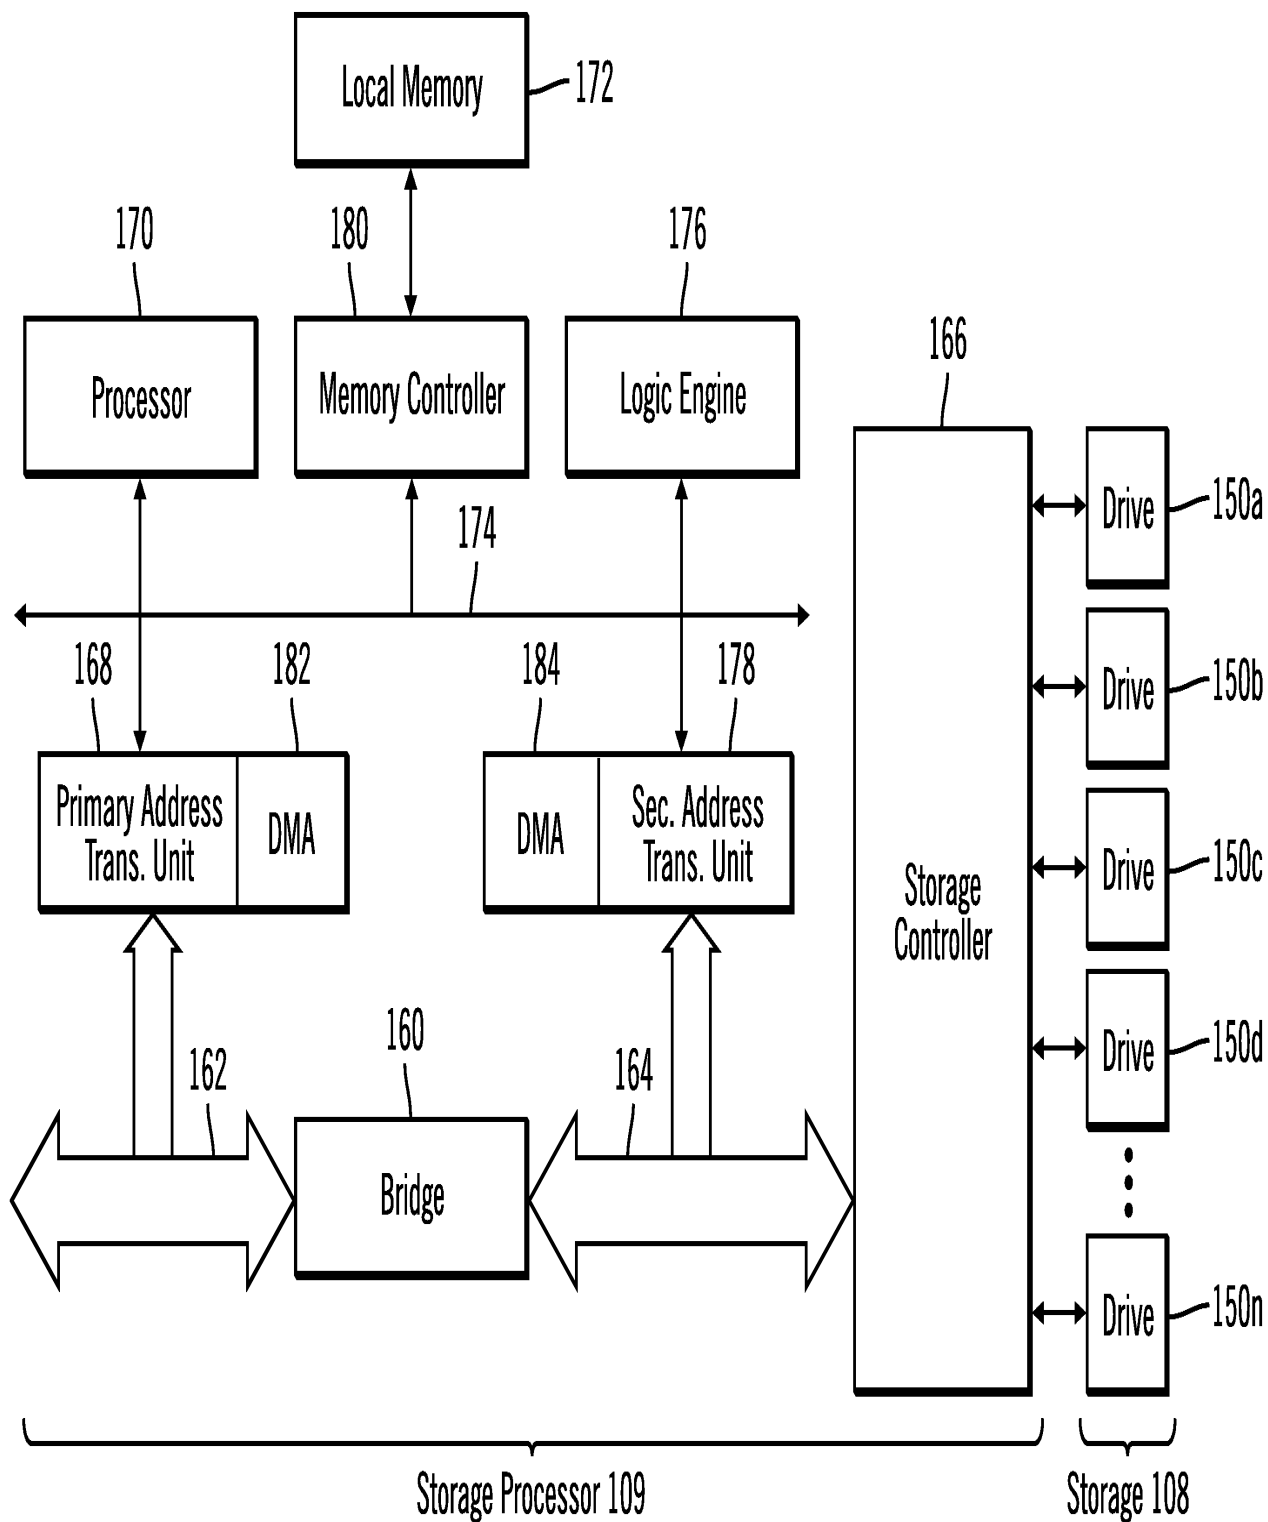 Local Memory
172
170
180
176
Processor
Memory Controller
Logic Engine
166
174
Drive
150a
168
182
184
178
Drive
150b
Primary Address
Trans. Unit
DMA
DMA
Sec. Address
Trans. Unit
Storage
Controller
Drive
150c
162
160
164
Drive
150d
Bridge
Drive
150n
Storage Processor 109
Storage 108